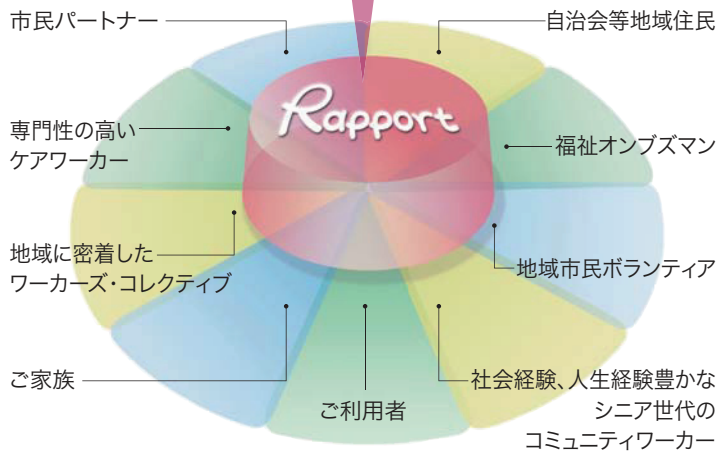 市民パートナー
自治会等地域住民
Rapport
専門性の高い
ケアワーカー
福祉オンブズマン
地域に密着した
ワーカーズ・コレクティブ
地域市民ボランティア
ご家族
ご利用者
社会経験、人生経験豊かな
シニア世代の
コミュニティワーカー